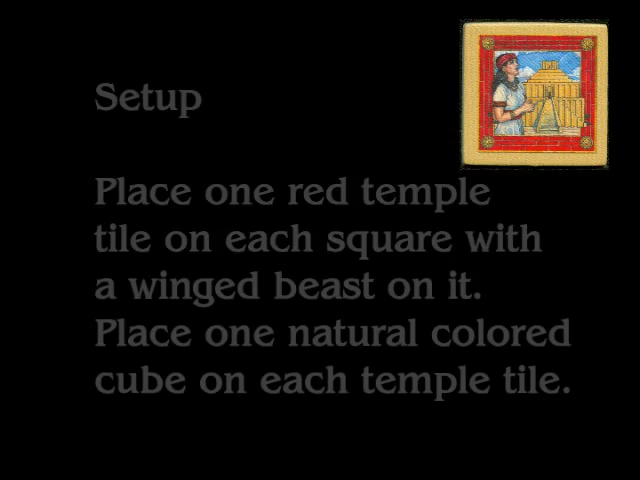 Setup
Place one red temple
tile on each square with
a winged beast on it.
Place one natural colored
cube on each temple tile.